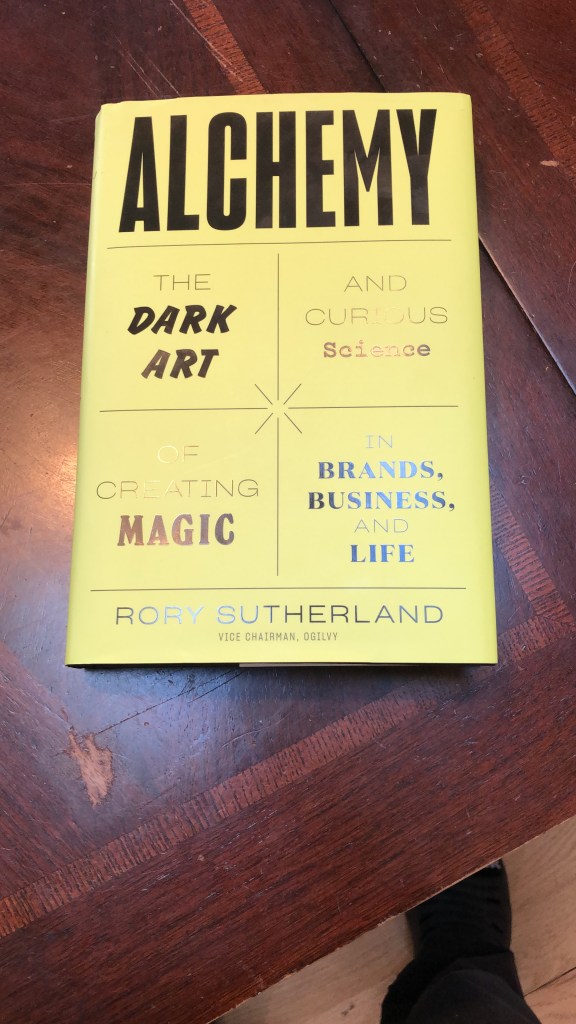 ALCHEMY
THE
DARK
ART
AND
CURIOUS
Science
OF
CREATING
MAGIC
IN
BRANDS,
BUSINESS,
AND
LIFE
RORY SUTHERLAND
VICE CHAIRMAN, OGILVY